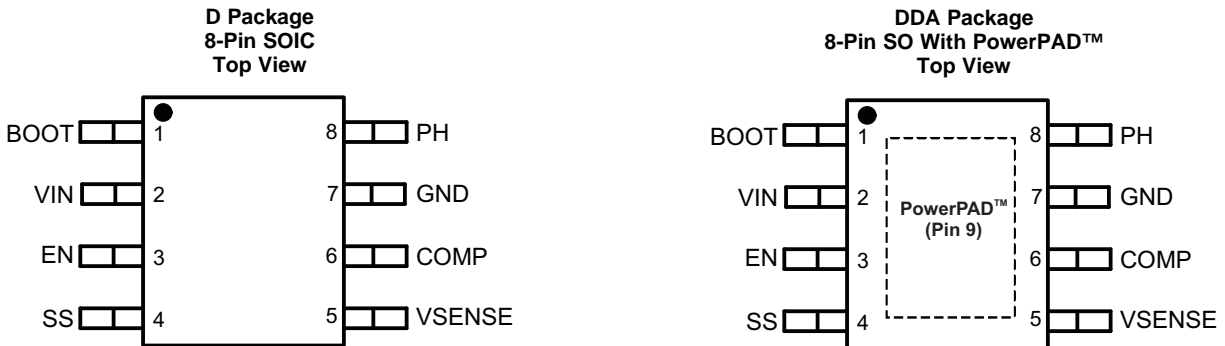 D Package
8-Pin SOIC
Top View
BOOT 1 8 PH
VIN 2 7 GND
EN 3 6 COMP
SS 4 5 VSENSE
DDA Package
8-Pin SO With PowerPAD™
Top View
BOOT 1 8 PH
VIN 2 7 GND
PowerPAD™
(Pin 9)
EN 3 6 COMP
SS 4 5 VSENSE